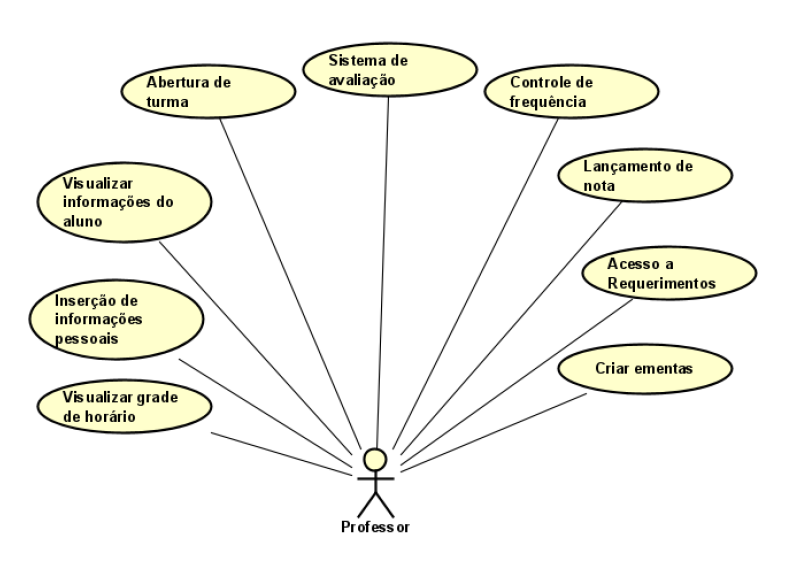 Sistema de
avaliação
Abertura de
turma
Controle de
frequência
Lançamento de
nota
Visualizar
informações do
aluno
Acesso a
Requerimentos
Inserção de
informações
pessoais
Criar ementas
Visualizar grade
de horário
Professor